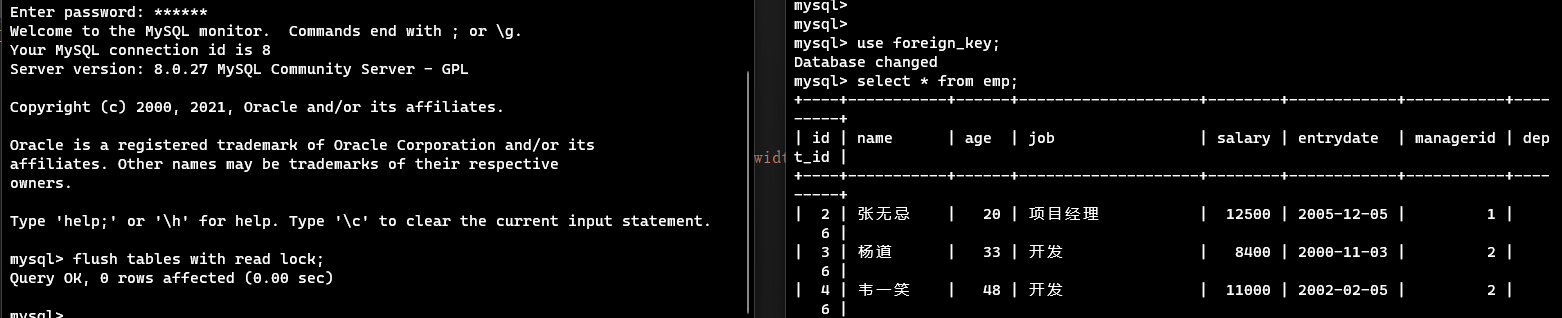 Enter password: ******
Welcome to the MySQL monitor.  Commands end with ; or \g.
Your MySQL connection id is 8
Server version: 8.0.27 MySQL Community Server - GPL
Copyright (c) 2000, 2021, Oracle and/or its affiliates.
Oracle is a registered trademark of Oracle Corporation and/or its
affiliates. Other names may be trademarks of their respective
owners.
Type 'help;' or '\h' for help. Type '\c' to clear the current input statement.
mysql> flush tables with read lock;
Query OK, 0 rows affected (0.00 sec)
mysql>
widt
mysql>
mysql>
mysql> use foreign_key;
Database changed
mysql> select * from emp;
+----+-----------+------+--------------------+--------+------------+-----------+----
-----+
| id | name      | age  | job                | salary | entrydate  | managerid | dep
t_id |
+----+-----------+------+--------------------+--------+------------+-----------+----
-----+
|  2 | 张无忌    |   20 | 项目经理           |  12500 | 2005-12-05 |         1 |
   6 |
|  3 | 杨道      |   33 | 开发               |   8400 | 2000-11-03 |         2 |
   6 |
|  4 | 韦一笑    |   48 | 开发               |  11000 | 2002-02-05 |         2 |
   6 |